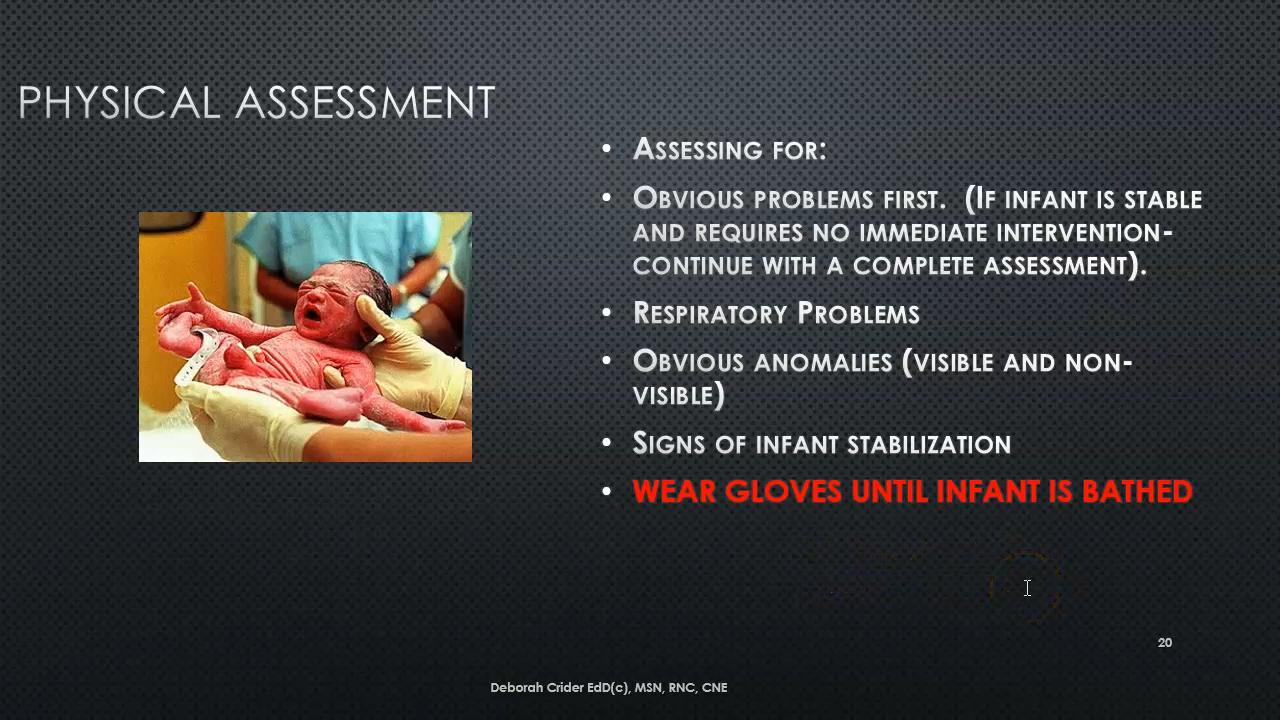 PHYSICAL ASSESSMENT
• ASSESSING FOR:
• OBVIOUS PROBLEMS FIRST. (IF INFANT IS STABLE
AND REQUIRES NO IMMEDIATE INTERVENTION-
CONTINUE WITH A COMPLETE ASSESSMENT).
• RESPIRATORY PROBLEMS
• OBVIOUS ANOMALIES (VISIBLE AND NON-
VISIBLE)
• SIGNS OF INFANT STABILIZATION
• WEAR GLOVES UNTIL INFANT IS BATHED
20
Deborah Crider EdD(c), MSN, RNC, CNE